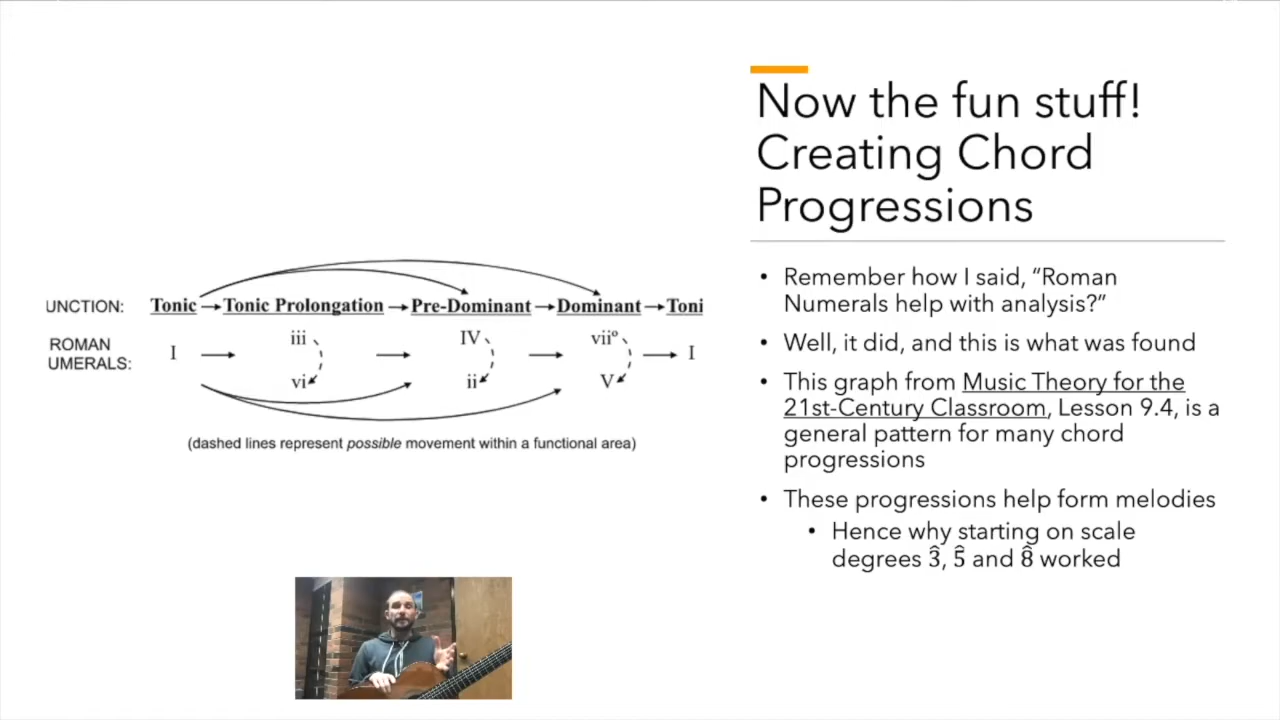 Now the fun stuff!
Creating Chord
Progressions
UNCTION: Tonic → Tonic Prolongation → Pre-Dominant → Dominant → Toni
ROMAN
UMERALS:
iii IV vii°
I → → → → I
vi ii V
(dashed lines represent possible movement within a functional area)
• Remember how I said, “Roman
Numerals help with analysis?”
• Well, it did, and this is what was found
• This graph from Music Theory for the
21st-Century Classroom, Lesson 9.4, is a
general pattern for many chord
progressions
• These progressions help form melodies
• Hence why starting on scale
degrees 3̂, 5̂ and 8̂ worked